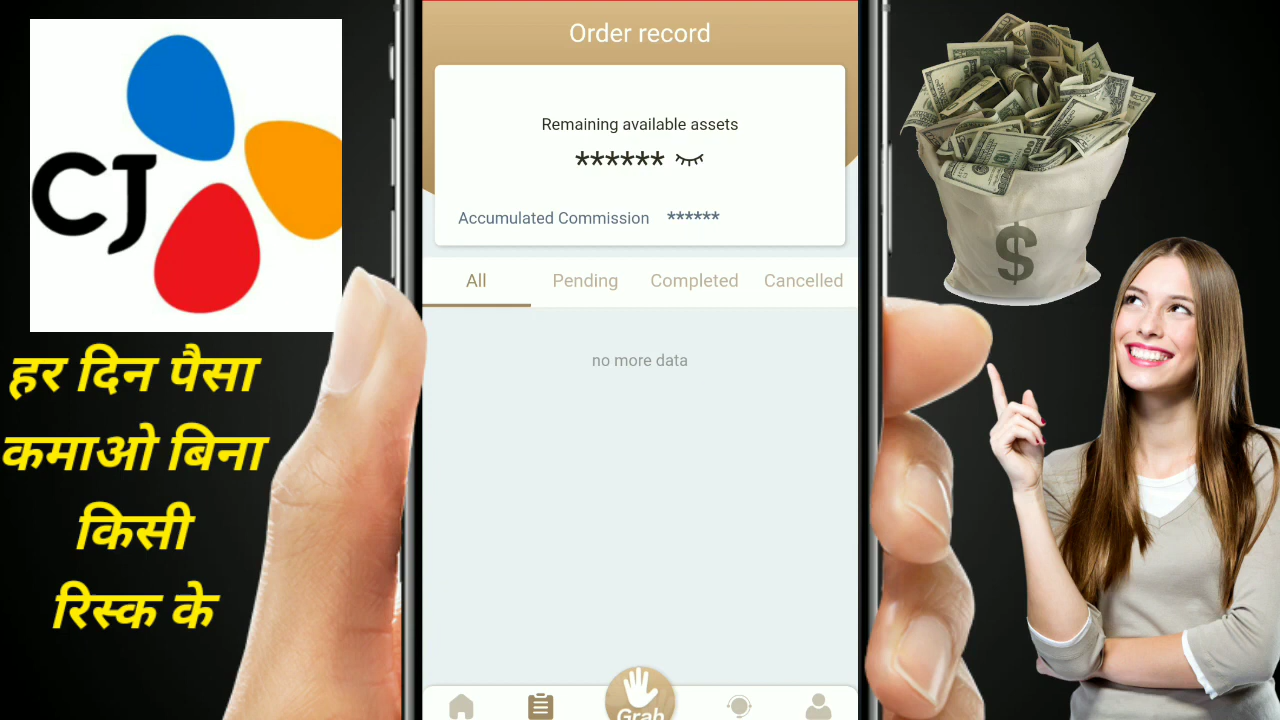 CJ
हर दिन पैसा
कमाओ बिना
किसी
रिस्क के
Order record
Remaining available assets
******
Accumulated Commission ******
All Pending Completed Cancelled
no more data
Grab
$